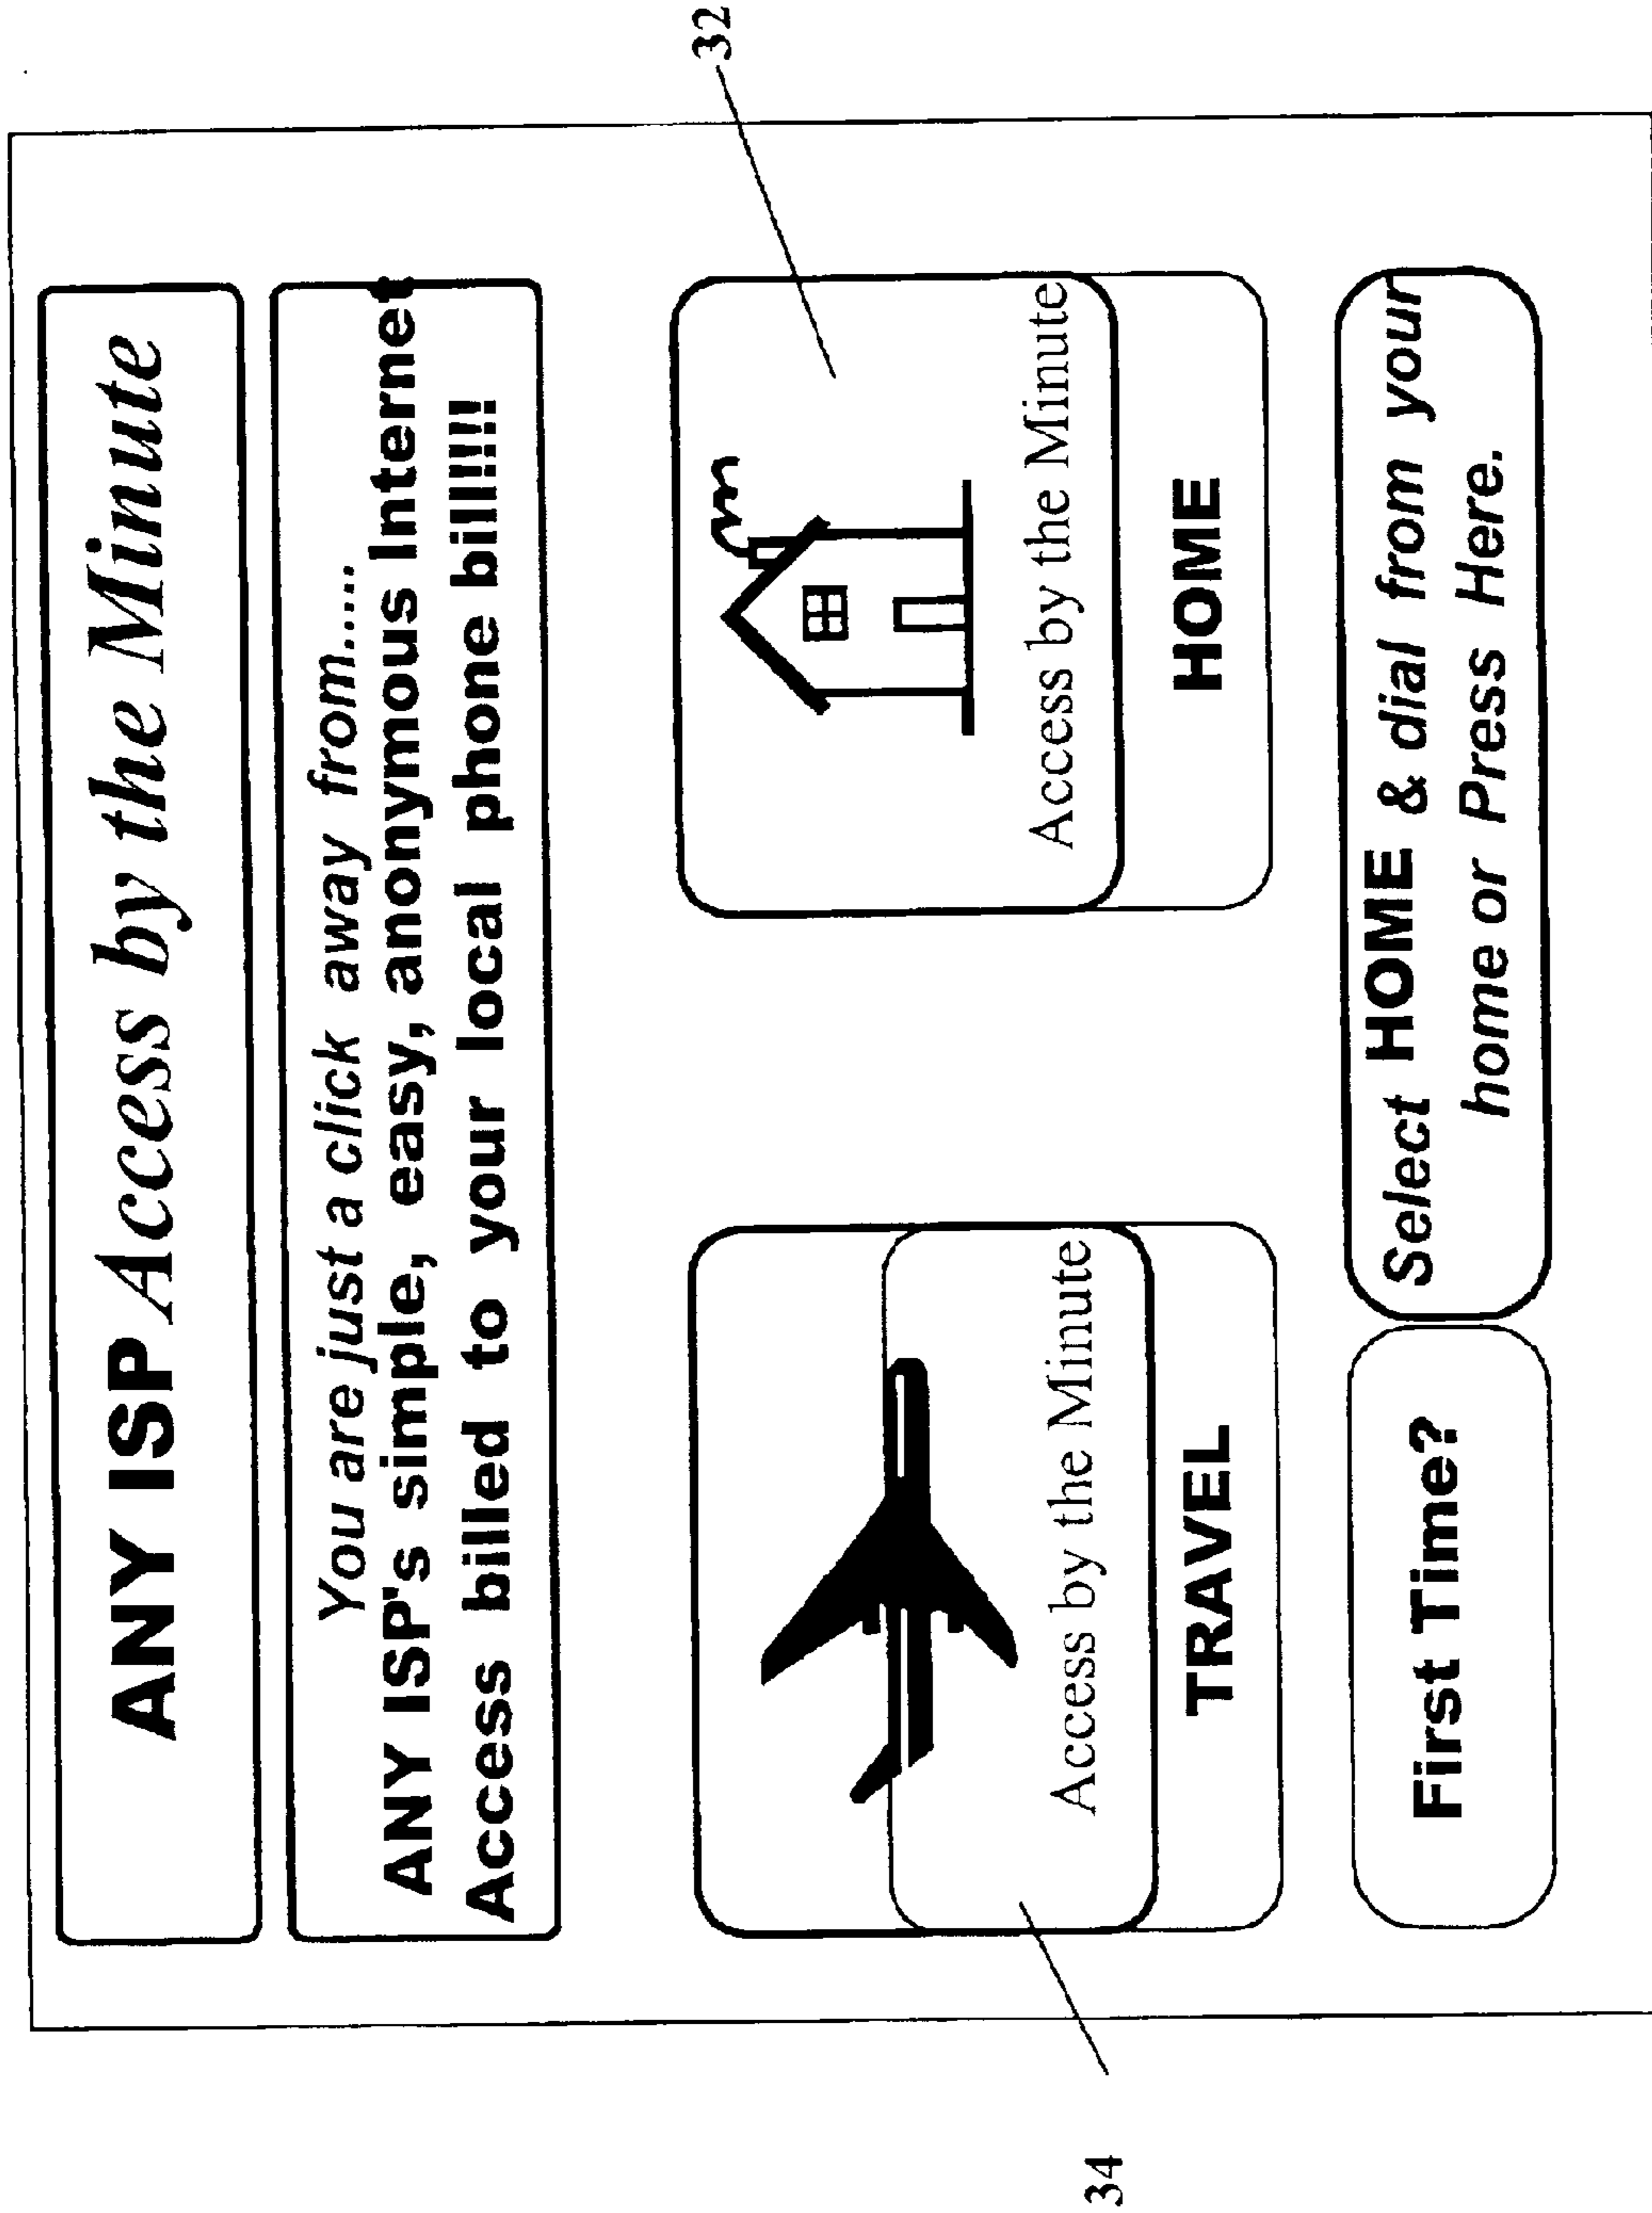 ANY ISP Access by the Minute
You are just a click away from.....
ANY ISP's simple, easy, anonymous Internet
Access billed to your local phone bill!!!!!
Access by the Minute
TRAVEL
34
Access by the Minute
HOME
32
First Time?
Select HOME & dial from your
home or Press Here.